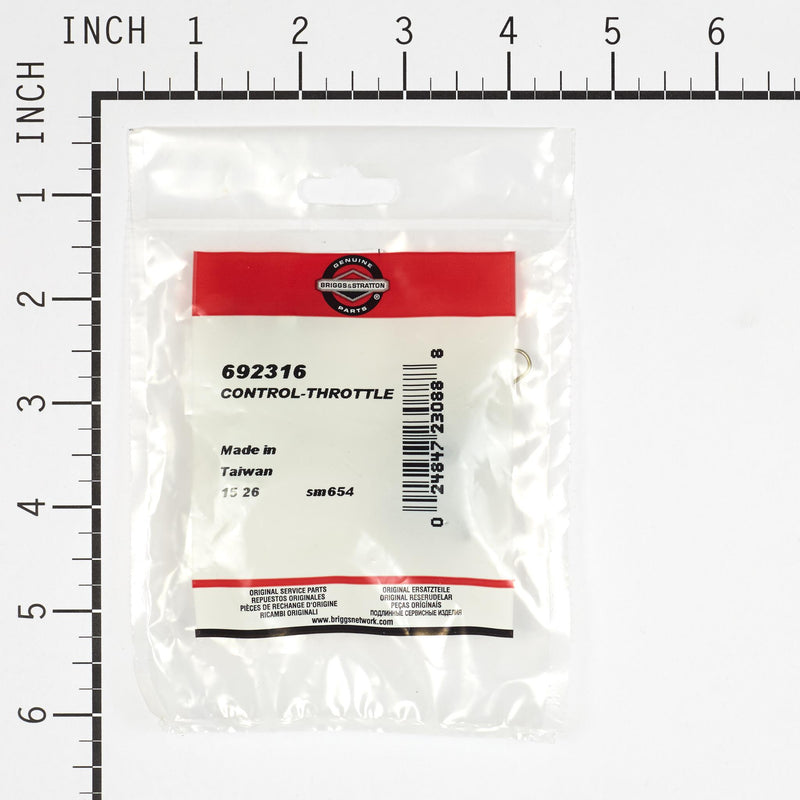 INCH 1 2 3 4 5 6
INCH
1
2
3
4
5
6
GENUINE
BRIGGS & STRATTON
®
PARTS
692316
CONTROL-THROTTLE
Made in
Taiwan
15 26 sm654
0 24847 23088 8
ORIGINAL SERVICE PARTS
REPUESTOS ORIGINALES
PIÈCES DE RECHANGE D'ORIGINE
RICAMBI ORIGINALI
ORIGINAL ERSATZTEILE
ORIGINAL RESERUDELAR
PEÇAS ORIGINAIS
ПОДЛИННЫЕ СЕРВИСНЫЕ ИЗДЕЛИЯ
www.briggsnetwork.com